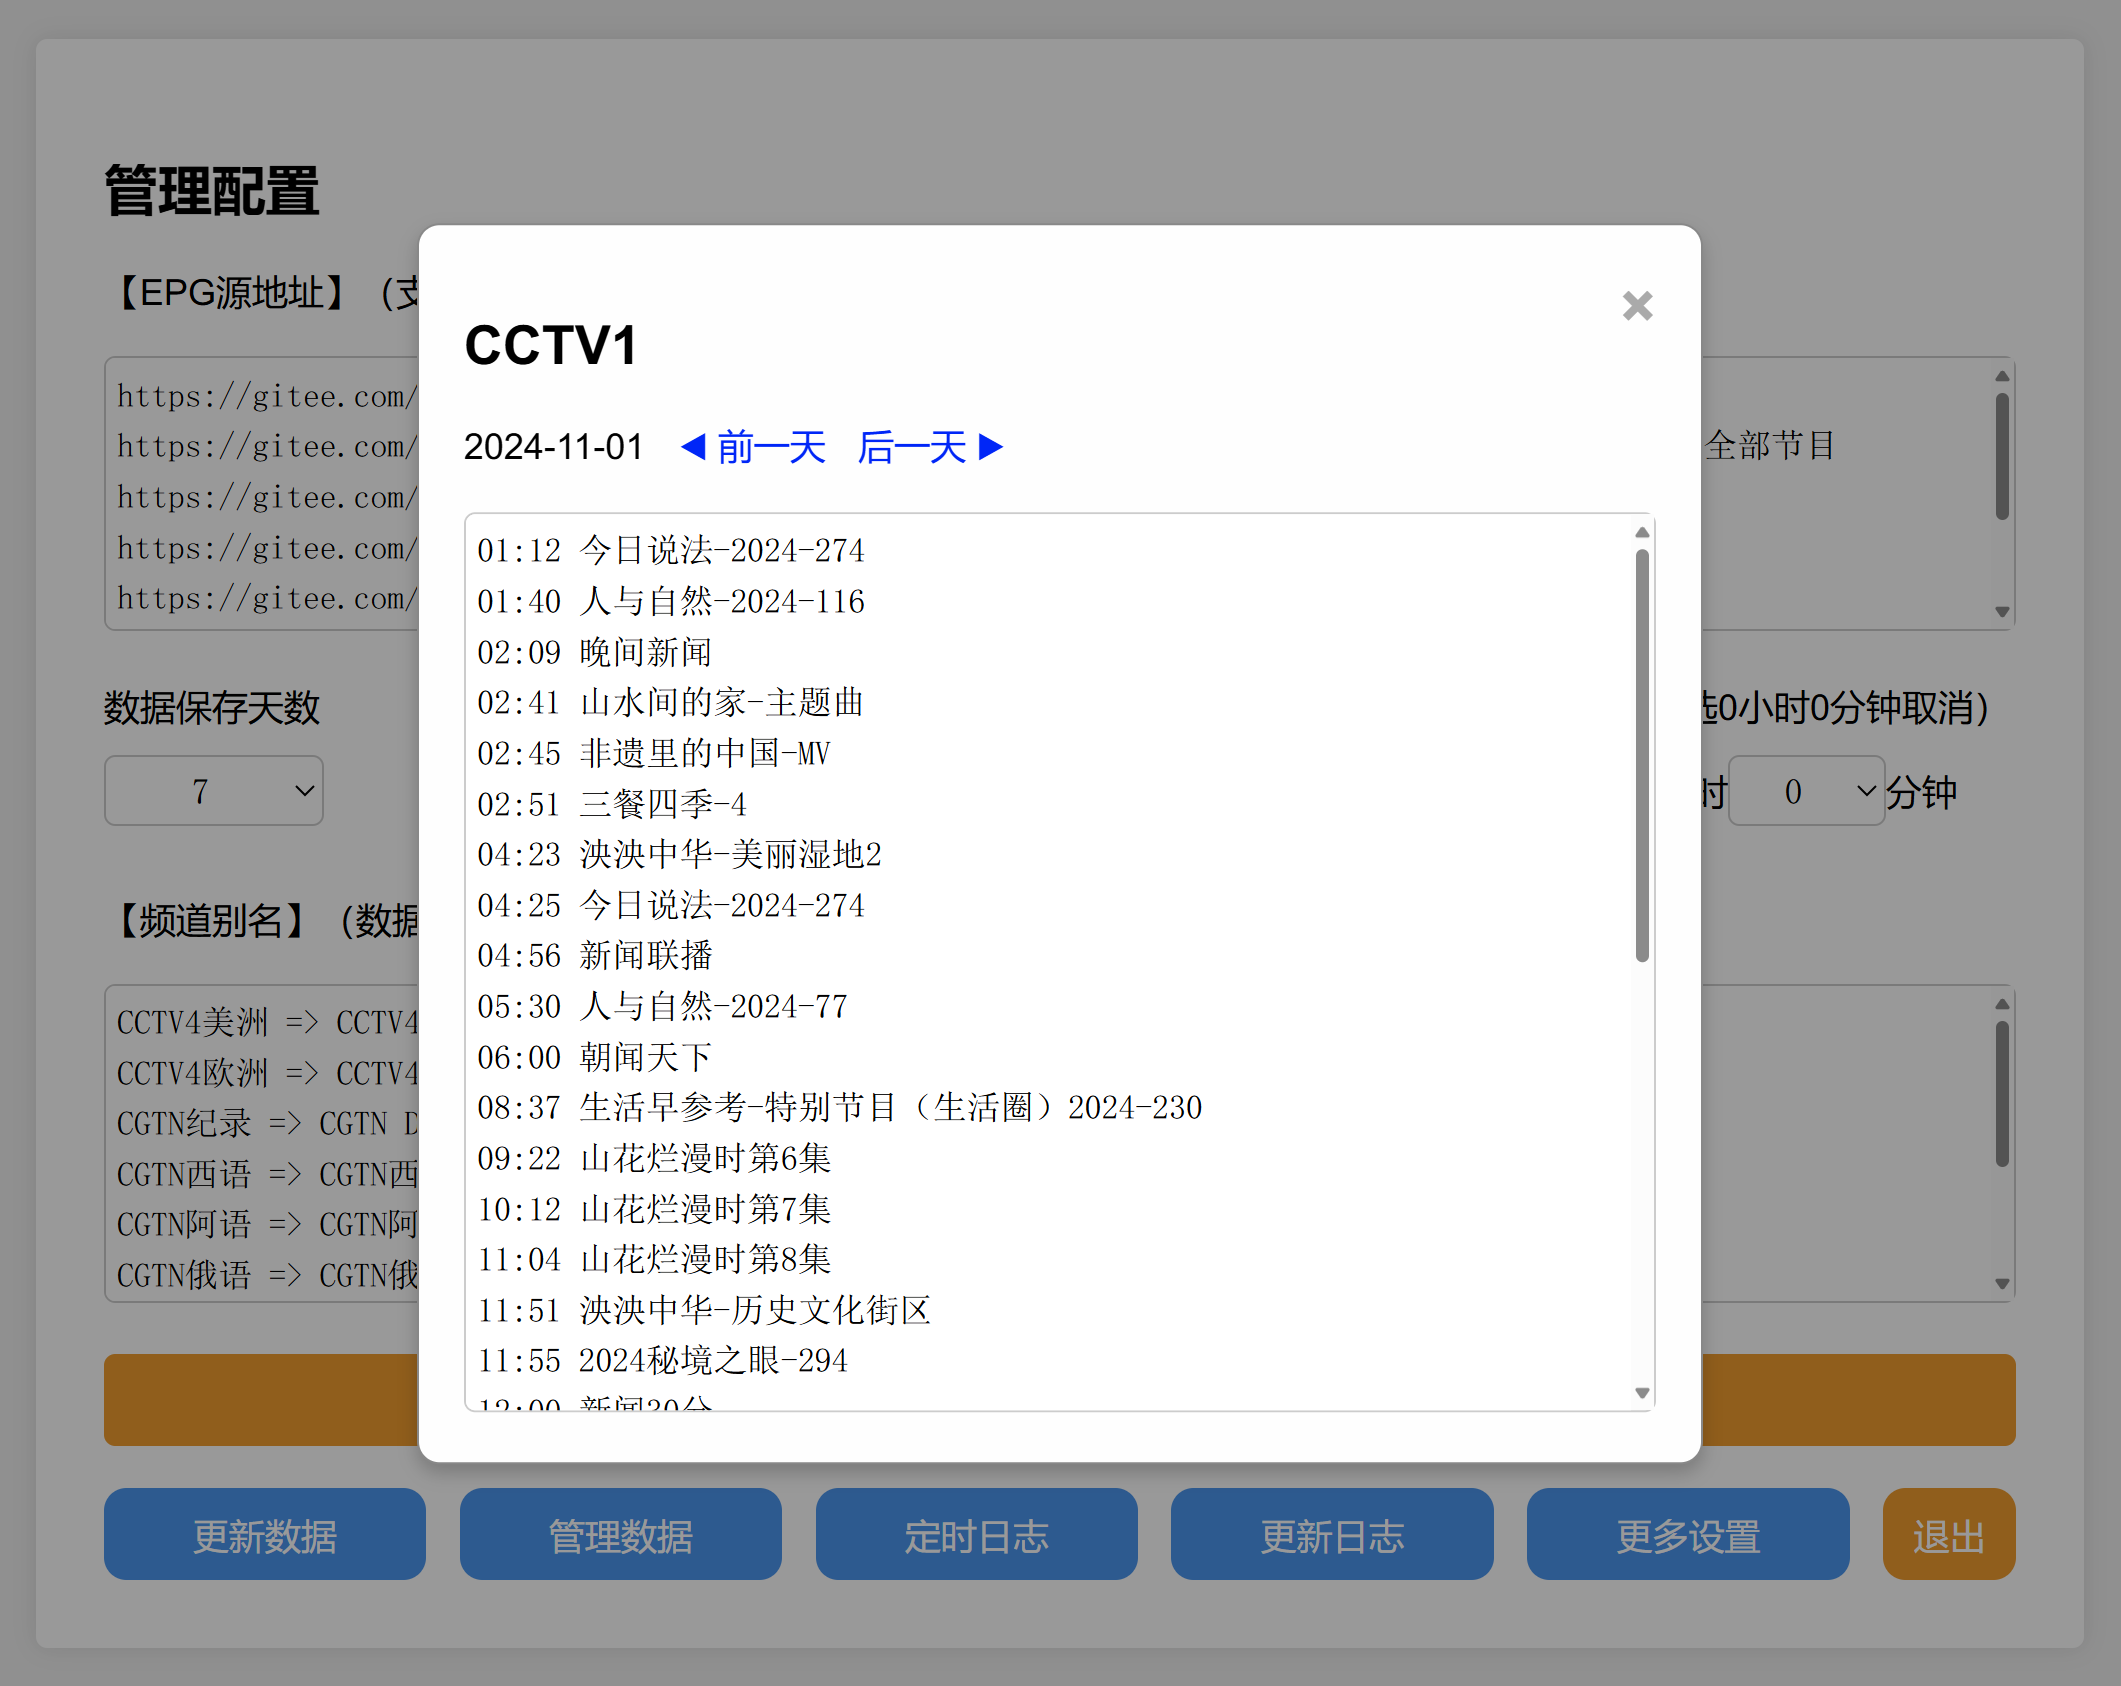 管理配置
【EPG源地址】（支
https://gitee.com/
https://gitee.com/
全部节目
https://gitee.com/
https://gitee.com/
https://gitee.com/
数据保存天数
选0小时0分钟取消）
7
时 0 分钟
【频道别名】（数据
CCTV4美洲 => CCTV4
CCTV4欧洲 => CCTV4
CGTN纪录 => CGTN D
CGTN西语 => CGTN西
CGTN阿语 => CGTN阿
CGTN俄语 => CGTN俄
CCTV1
×
2024-11-01 ◀ 前一天 后一天 ▶
01:12 今日说法-2024-274
01:40 人与自然-2024-116
02:09 晚间新闻
02:41 山水间的家-主题曲
02:45 非遗里的中国-MV
02:51 三餐四季-4
04:23 泱泱中华-美丽湿地2
04:25 今日说法-2024-274
04:56 新闻联播
05:30 人与自然-2024-77
06:00 朝闻天下
08:37 生活早参考-特别节目（生活圈）2024-230
09:22 山花烂漫时第6集
10:12 山花烂漫时第7集
11:04 山花烂漫时第8集
11:51 泱泱中华-历史文化街区
11:55 2024秘境之眼-294
12:00 新闻30分
更新数据 管理数据 定时日志 更新日志 更多设置 退出